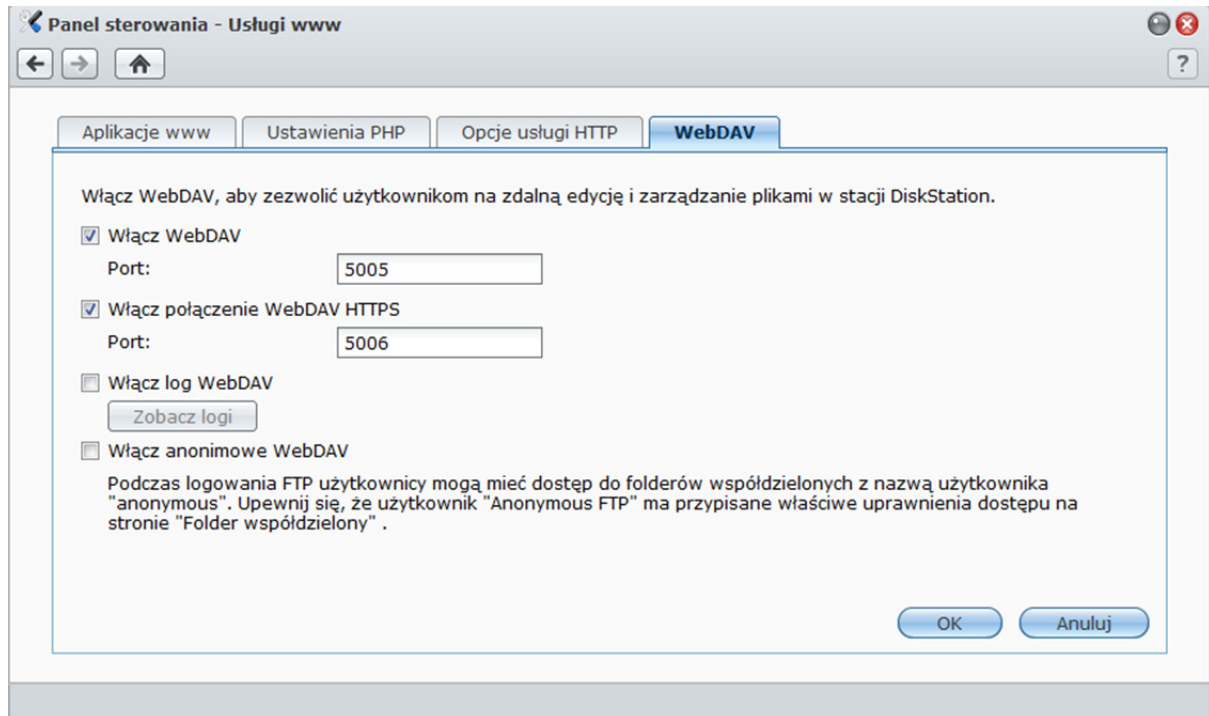 Panel sterowania - Usługi www
?
Aplikacje www
Ustawienia PHP
Opcje usługi HTTP
WebDAV
Włącz WebDAV, aby zezwolić użytkownikom na zdalną edycję i zarządzanie plikami w stacji DiskStation.
Włącz WebDAV
Port: 5005
Włącz połączenie WebDAV HTTPS
Port: 5006
Włącz log WebDAV
Zobacz logi
Włącz anonimowe WebDAV
Podczas logowania FTP użytkownicy mogą mieć dostęp do folderów współdzielonych z nazwą użytkownika
"anonymous". Upewnij się, że użytkownik "Anonymous FTP" ma przypisane właściwe uprawnienia dostępu na
stronie "Folder współdzielony" .
OK Anuluj